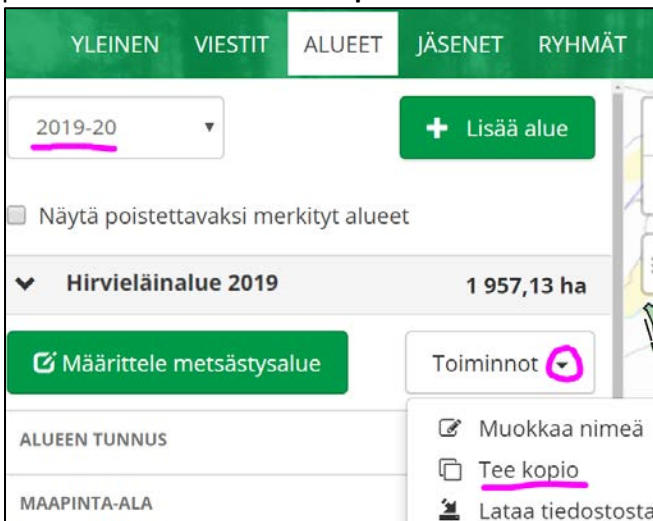 YLEINEN VIESTIT ALUEET JÄSENET RYHMÄT
2019-20 Lisää alue
Näytä poistettavaksi merkityt alueet
Hirvieläinalue 2019 1 957,13 ha
Määrittele metsästysalue Toiminnot
Muokkaa nimeä
ALUEEN TUNNUS
Tee kopio
MAAPINTA-ALA
Lataa tiedostosta